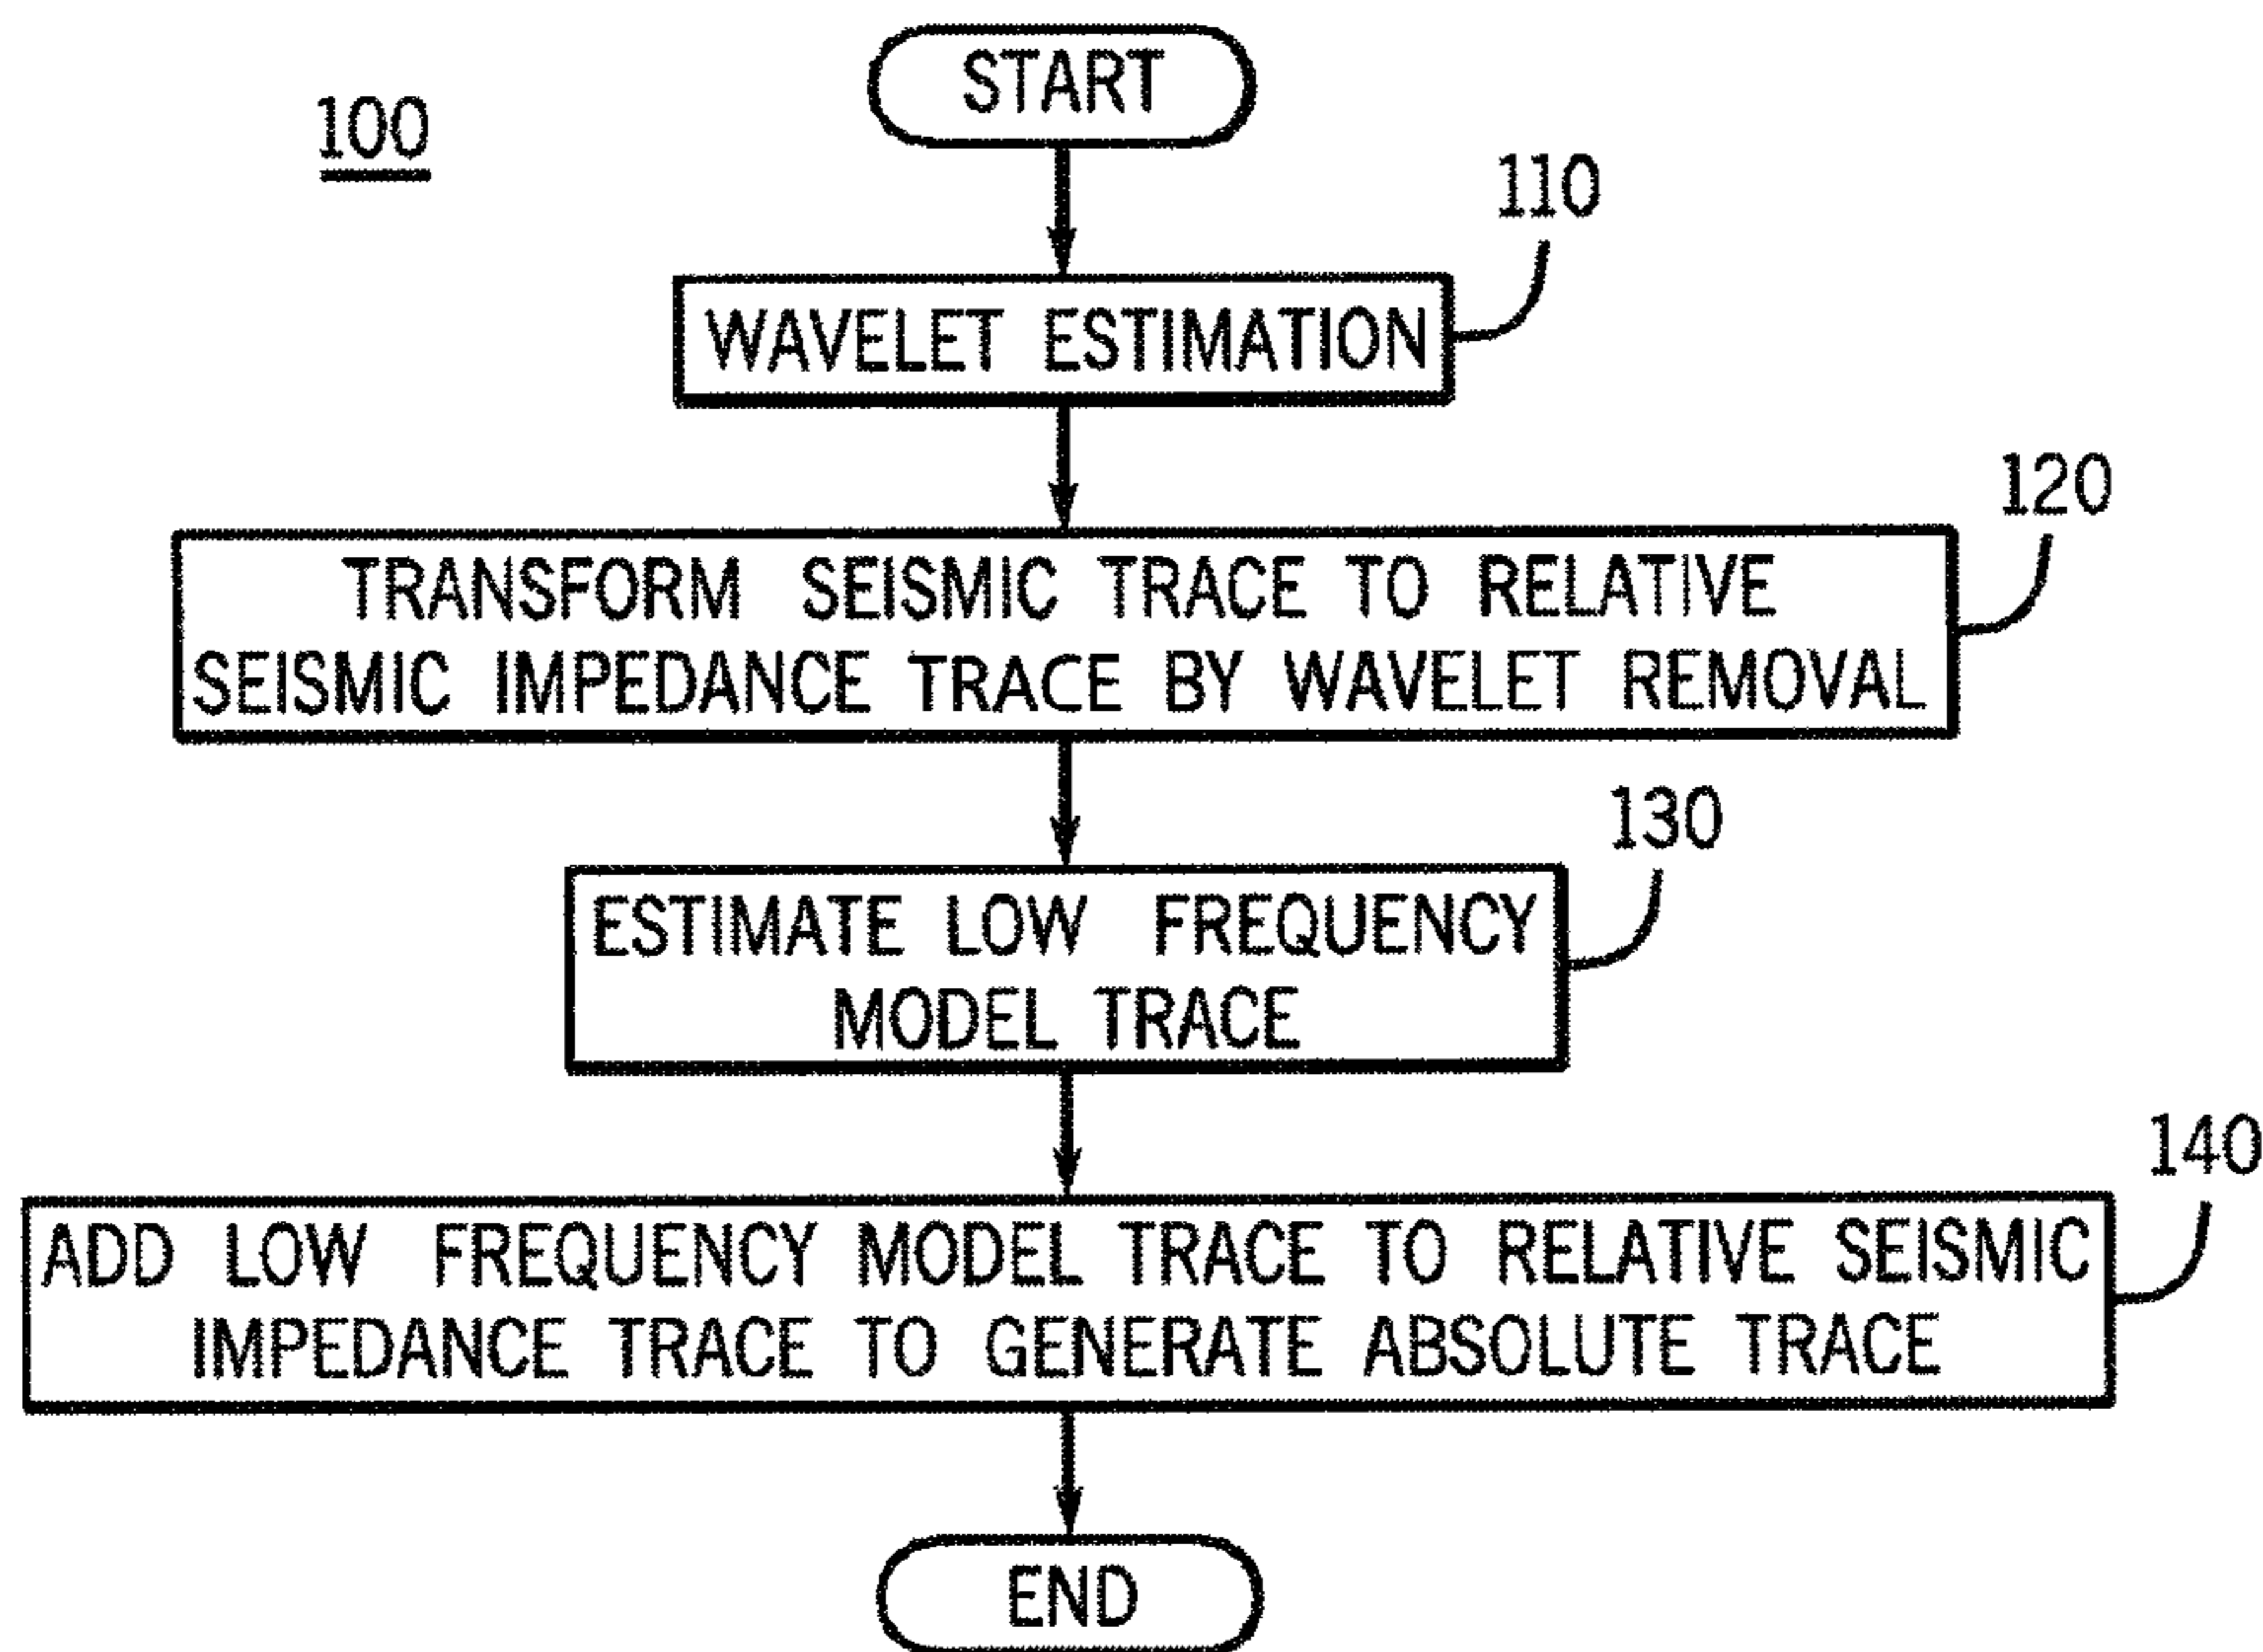 START
100
110
WAVELET ESTIMATION
120
TRANSFORM SEISMIC TRACE TO RELATIVE
SEISMIC IMPEDANCE TRACE BY WAVELET REMOVAL
130
ESTIMATE LOW FREQUENCY
MODEL TRACE
140
ADD LOW FREQUENCY MODEL TRACE TO RELATIVE SEISMIC
IMPEDANCE TRACE TO GENERATE ABSOLUTE TRACE
END